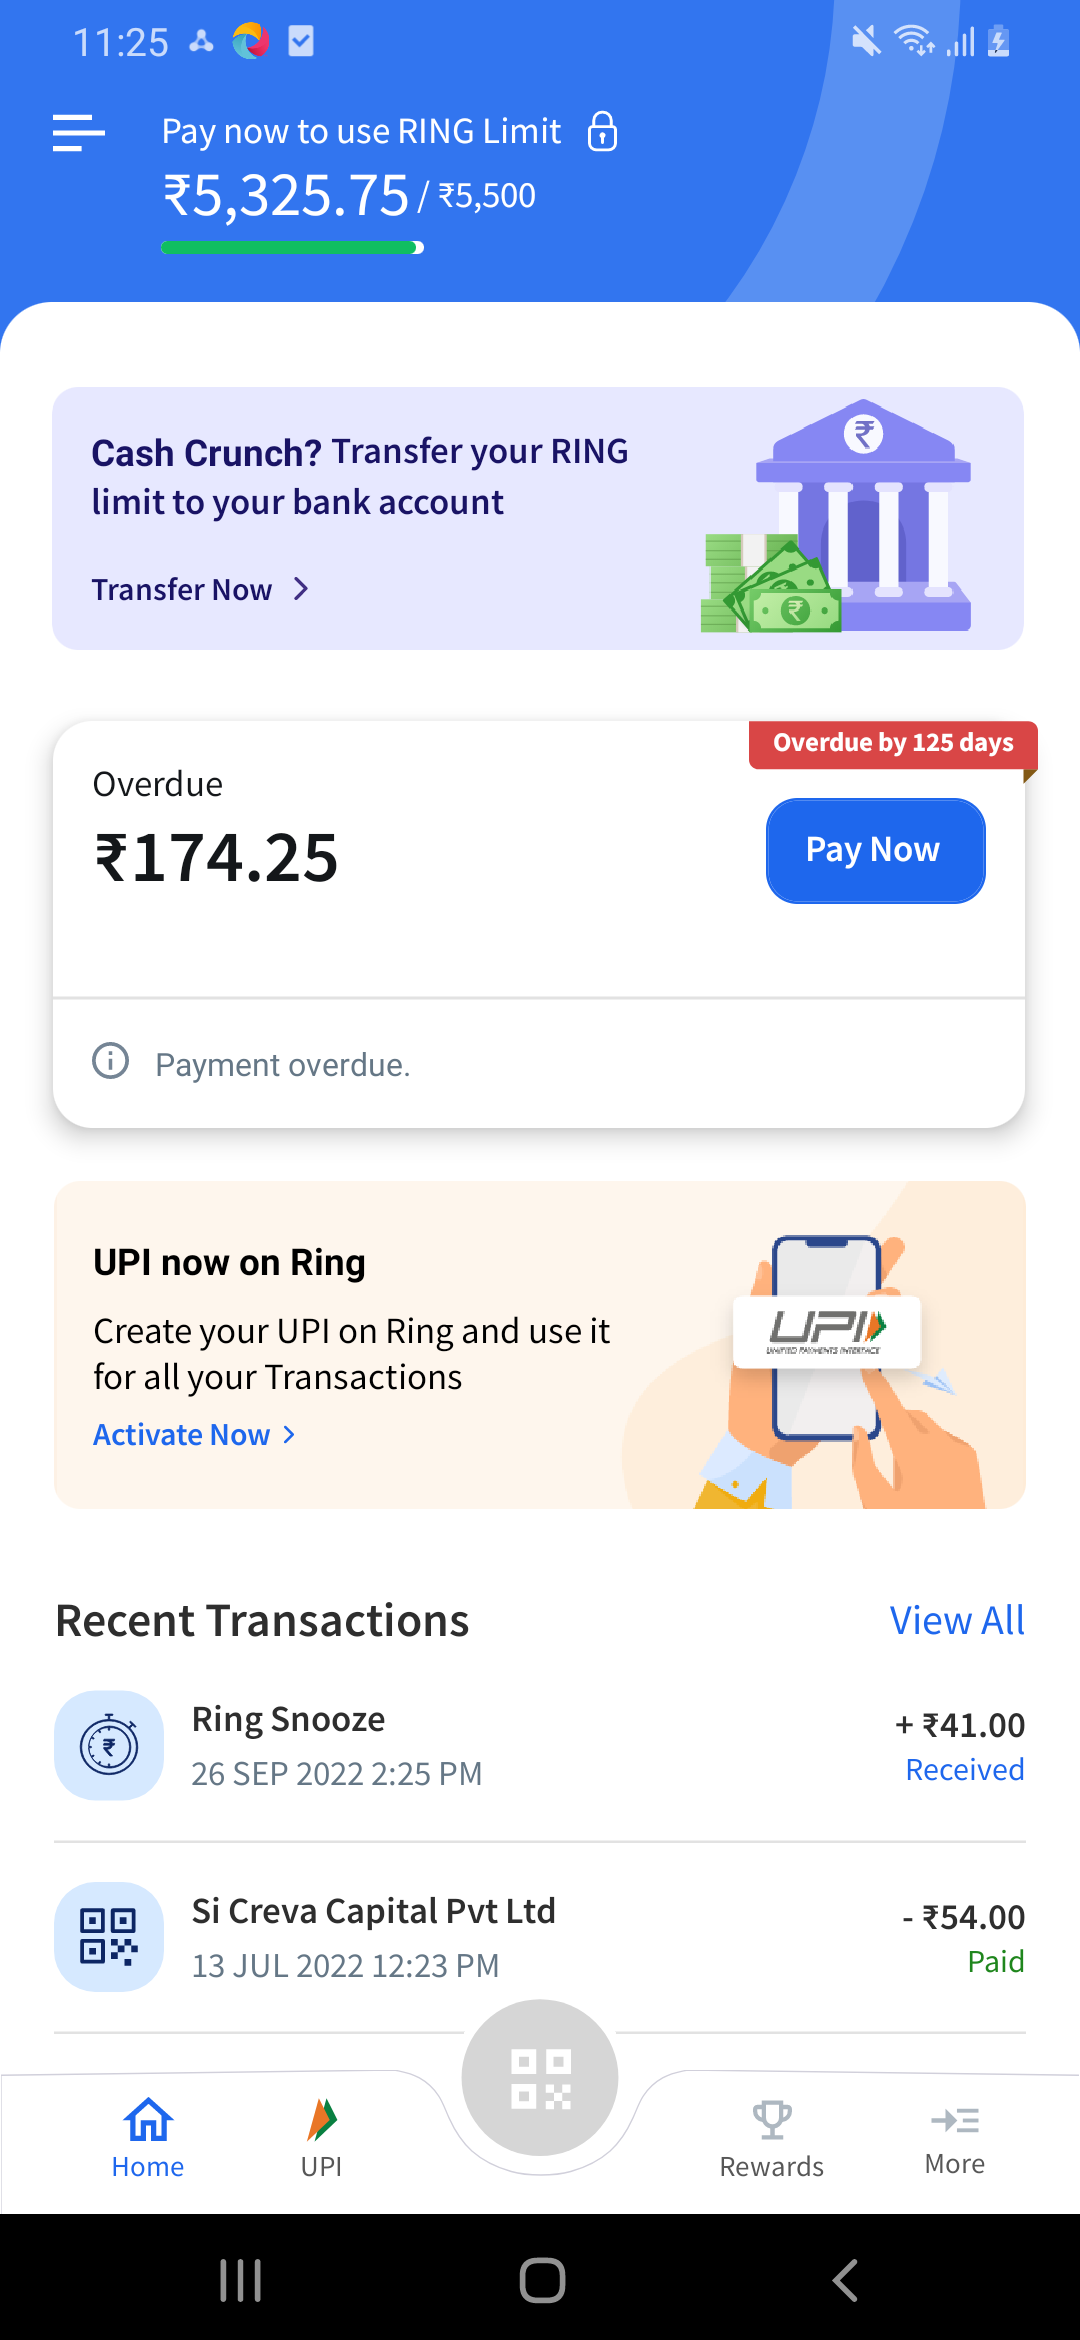 11:25
Pay now to use RING Limit
₹5,325.75 / ₹5,500
Cash Crunch? Transfer your RING
limit to your bank account
Transfer Now
Overdue by 125 days
Overdue
₹174.25
Pay Now
Payment overdue.
UPI now on Ring
Create your UPI on Ring and use it
for all your Transactions
Activate Now
UPI
UNIFIED PAYMENTS INTERFACE
Recent Transactions
View All
Ring Snooze
+ ₹41.00
26 SEP 2022 2:25 PM
Received
Si Creva Capital Pvt Ltd
- ₹54.00
13 JUL 2022 12:23 PM
Paid
Home
UPI
Rewards
More